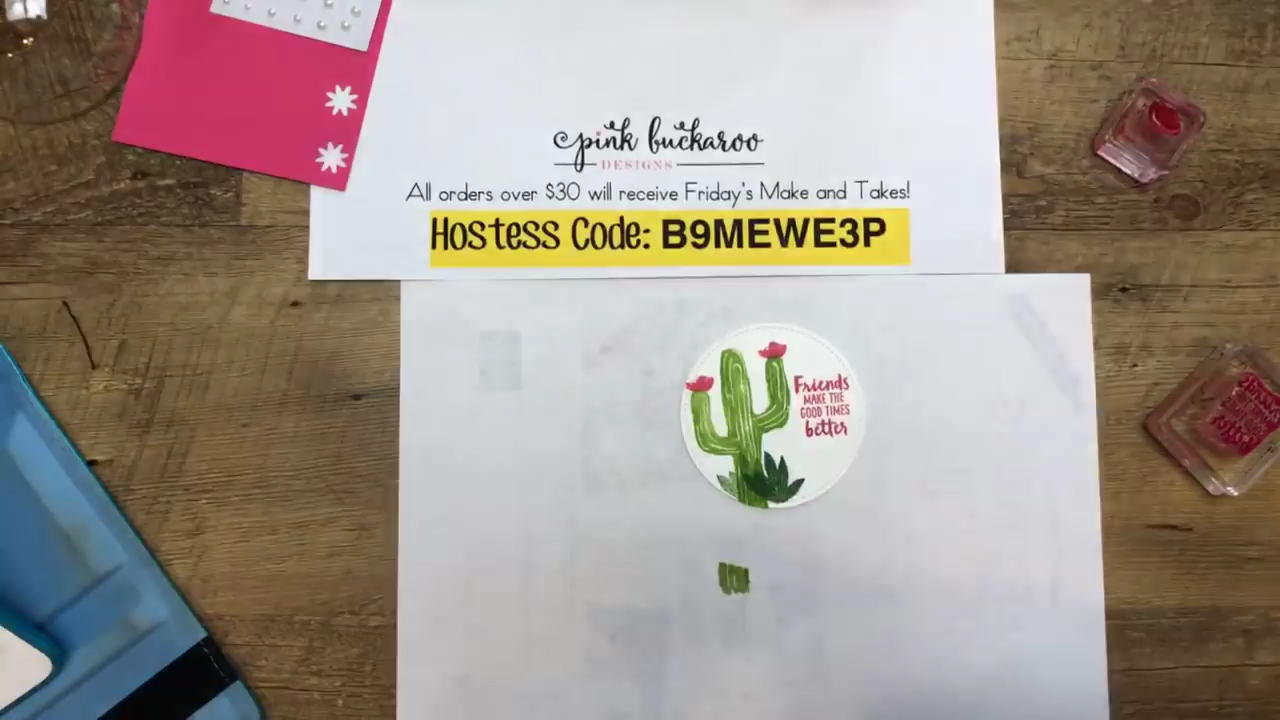 pink buckaroo
DESIGNS
All orders over $30 will receive Friday's Make and Takes!
Hostess Code: B9MEWE3P
Friends
MAKE THE
GOOD TIMES
better